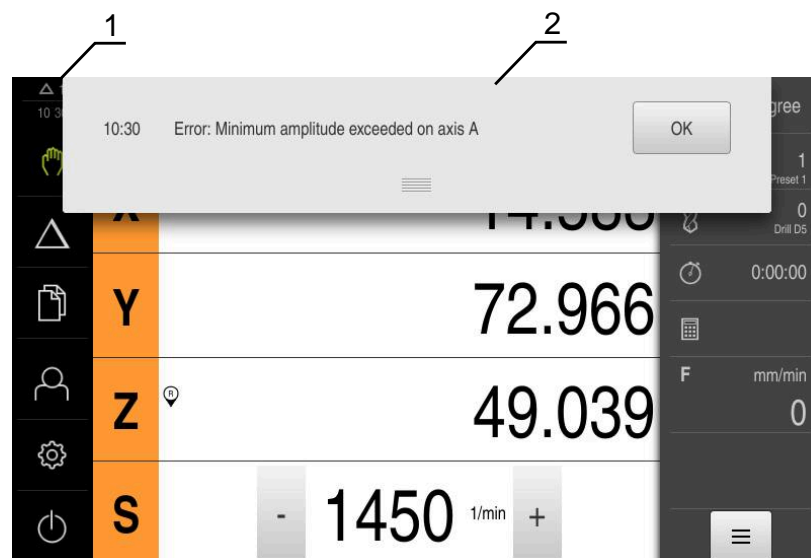 1
2
10:30 Error: Minimum amplitude exceeded on axis A OK
gree
1
Preset 1
0
Drill D5
0:00:00
Y 72.966
Z R 49.039
F mm/min
0
S - 1450 1/min +